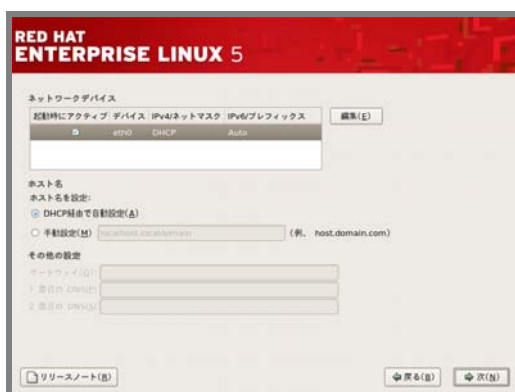 RED HAT
ENTERPRISE LINUX 5
ネットワークデバイス
起動時にアクティブ デバイス IPv4/ネットマスク IPv6/プレフィックス
eth0 DHCP Auto
編集(E)
ホスト名
ホスト名を設定:
DHCP経由で自動設定(A)
手動設定(M) localhost.localdomain (例、 host.domain.com)
その他の設定
ゲートウェイ(G):
1 番目の DNS(P):
2 番目の DNS(S):
リリースノート(R)
戻る(B)
次(N)